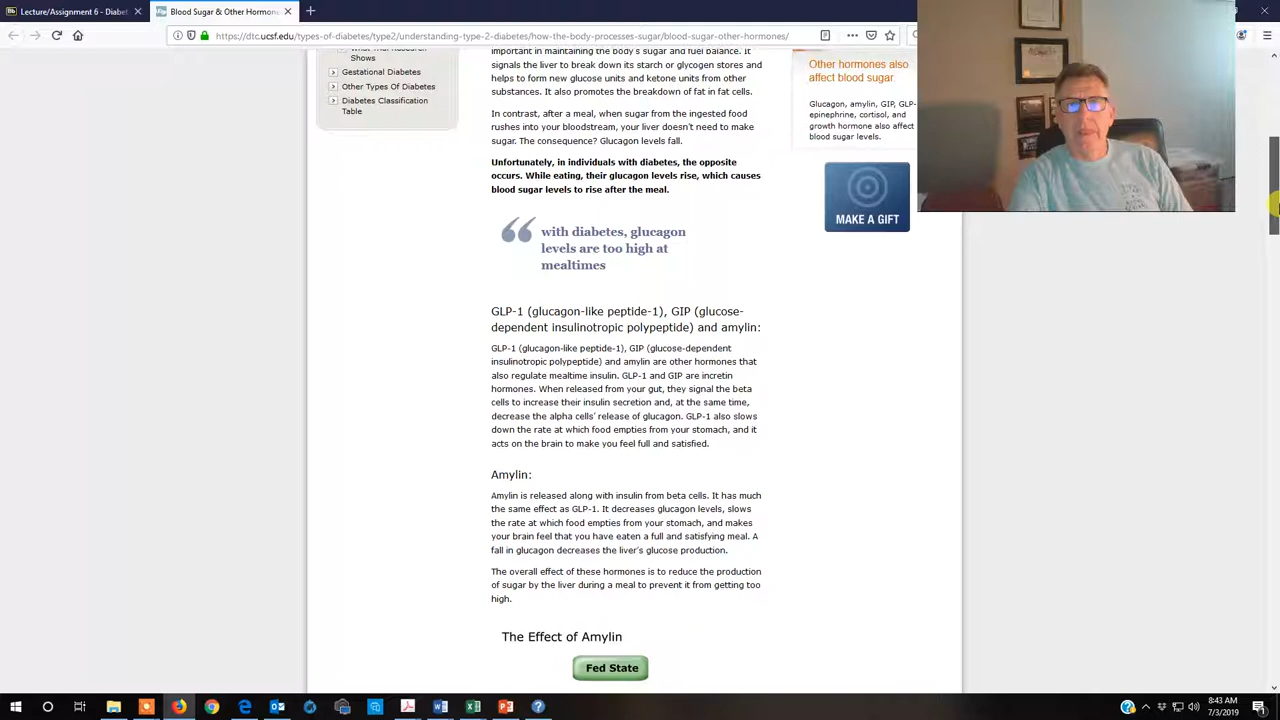 Lecture/Assignment 6 - Diabet
Blood Sugar & Other Hormone
https://dtc.ucsf.edu/types-of-diabetes/type2/understanding-type-2-diabetes/how-the-body-processes-sugar/blood-sugar-other-hormones/
Shows
Gestational Diabetes
Other Types Of Diabetes
Diabetes Classification
Table
important in maintaining the body's sugar and fuel balance. It
signals the liver to break down its starch or glycogen stores and
helps to form new glucose units and ketone units from other
substances. It also promotes the breakdown of fat in fat cells.
In contrast, after a meal, when sugar from the ingested food
rushes into your bloodstream, your liver doesn't need to make
sugar. The consequence? Glucagon levels fall.
Unfortunately, in individuals with diabetes, the opposite
occurs. While eating, their glucagon levels rise, which causes
blood sugar levels to rise after the meal.
with diabetes, glucagon
levels are too high at
mealtimes
GLP-1 (glucagon-like peptide-1), GIP (glucose-
dependent insulinotropic polypeptide) and amylin:
GLP-1 (glucagon-like peptide-1), GIP (glucose-dependent
insulinotropic polypeptide) and amylin are other hormones that
also regulate mealtime insulin. GLP-1 and GIP are incretin
hormones. When released from your gut, they signal the beta
cells to increase their insulin secretion and, at the same time,
decrease the alpha cells' release of glucagon. GLP-1 also slows
down the rate at which food empties from your stomach, and it
acts on the brain to make you feel full and satisfied.
Amylin:
Amylin is released along with insulin from beta cells. It has much
the same effect as GLP-1. It decreases glucagon levels, slows
the rate at which food empties from your stomach, and makes
your brain feel that you have eaten a full and satisfying meal. A
fall in glucagon decreases the liver's glucose production.
The overall effect of these hormones is to reduce the production
of sugar by the liver during a meal to prevent it from getting too
high.
The Effect of Amylin
Fed State
Other hormones also
affect blood sugar
Glucagon, amylin, GIP, GLP-
epinephrine, cortisol, and
growth hormone also affect
blood sugar levels.
MAKE A GIFT
8:43 AM
7/3/2019